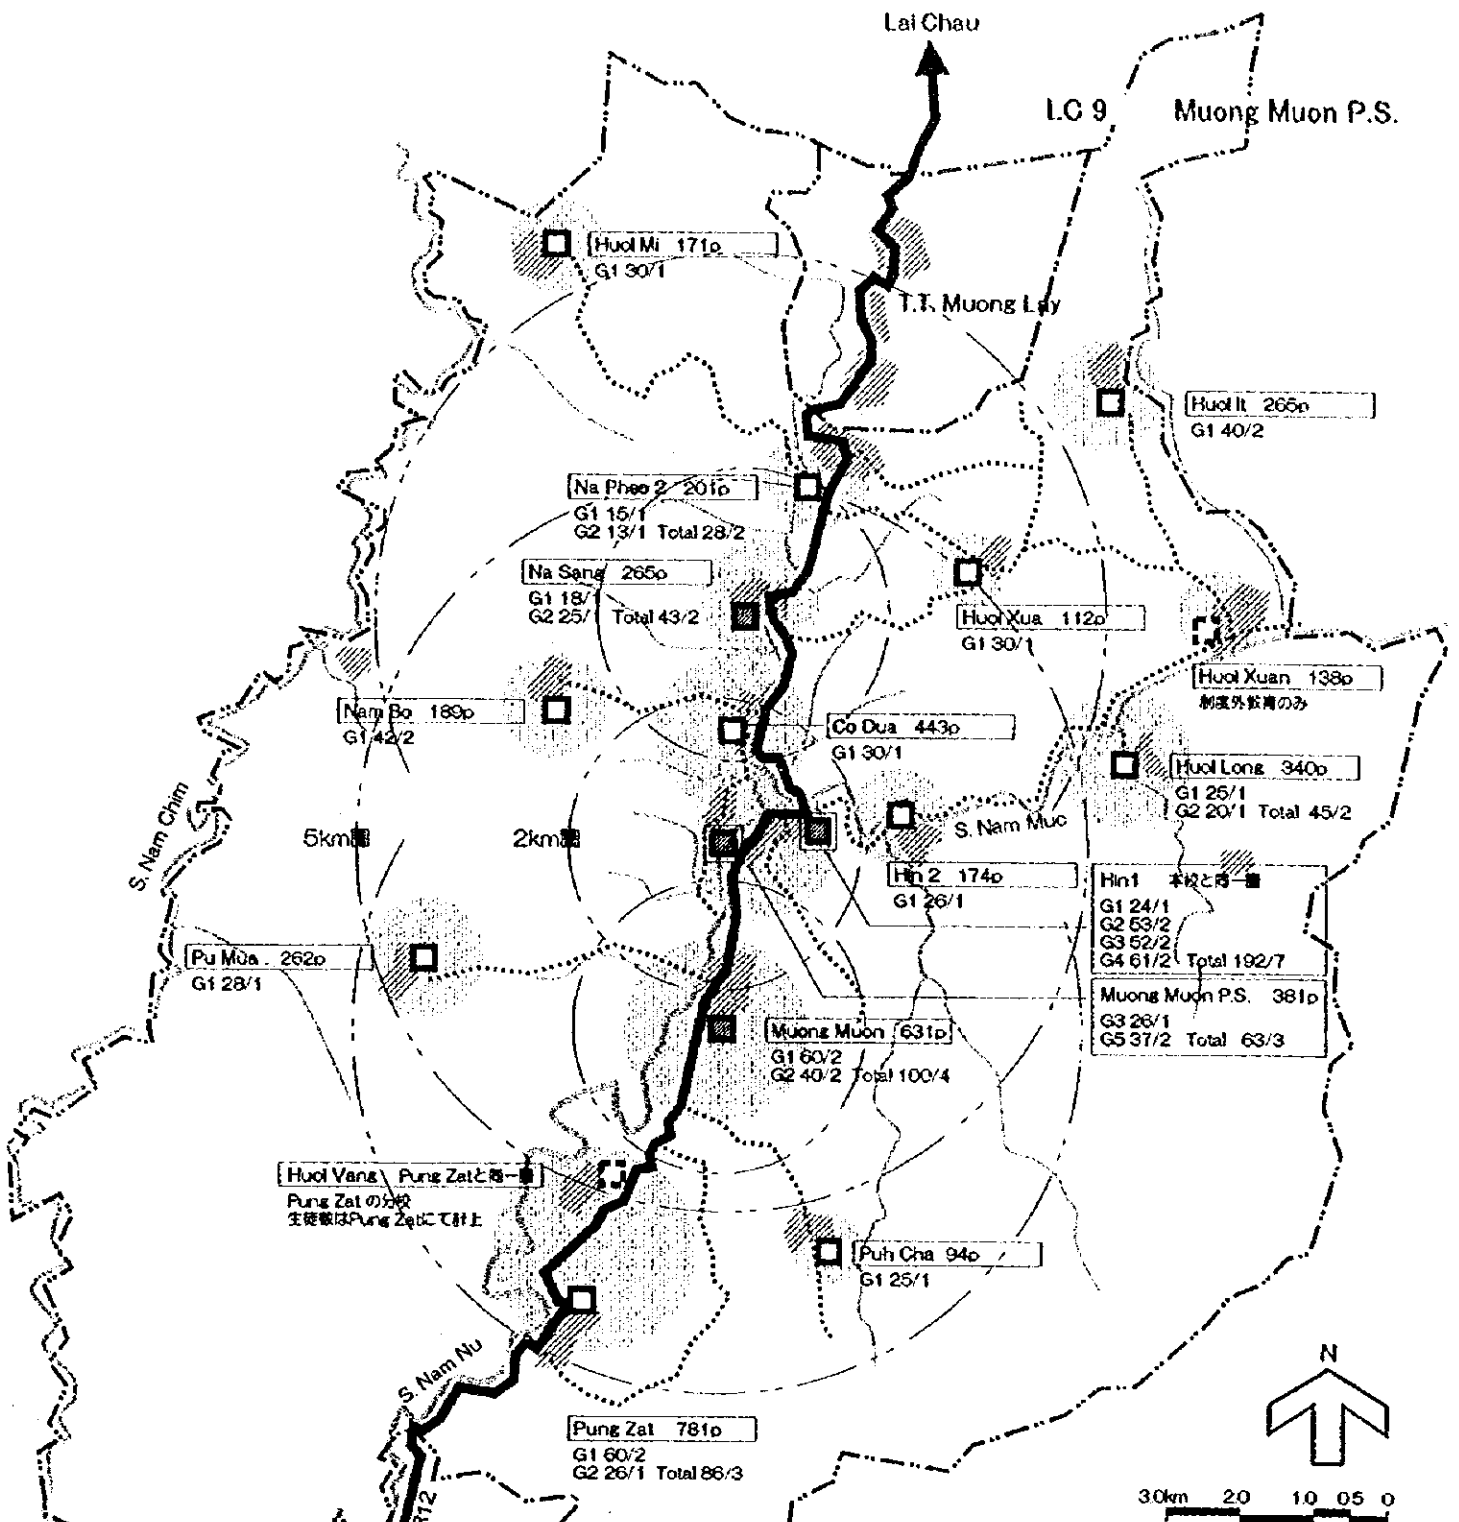 Lai Chau
LC 9 Muong Muon P.S.
Huoi Mi 171p
G1 30/1
T.T. Muong Lay
Huoi It 265p
G1 40/2
Na Pheo 2 201p
G1 15/1
G2 13/1 Total 28/2
Na Sang 265p
G1 18/1
G2 25/1 Total 43/2
Huoi Xua 112p
G1 30/1
Huoi Xuan 138p
制度外教育のみ
Nam Bo 189p
G1 42/2
Co Dua 443p
G1 30/1
Huoi Long 340p
G1 25/1
G2 20/1 Total 45/2
S. Nam Chim
5km圏
2km圏
S. Nam Muc
Hin 2 174p
G1 26/1
Hin1 本校と同一圏
G1 24/1
G2 53/2
G3 52/2
G4 61/2 Total 192/7
Pu Mua 262p
G1 28/1
Muong Muon P.S. 381p
G3 26/1
G5 37/2 Total 63/3
Muong Muon 631p
G1 60/2
G2 40/2 Total 100/4
Huoi Vang Pung Zatと同一圏
Pung Zat の分校
生徒数はPung Zatにて計上
Puh Cha 94p
G1 25/1
S. Nam Nu
N
Pung Zat 781p
G1 60/2
G2 26/1 Total 86/3
R12
3.0km 2.0 1.0 0.5 0